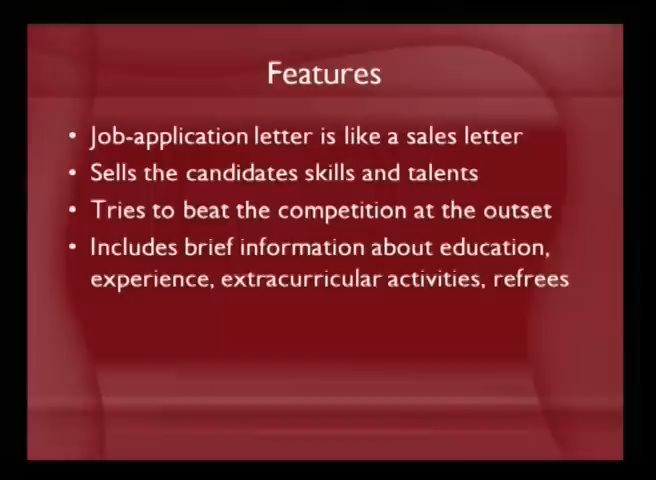 Features
• Job-application letter is like a sales letter
• Sells the candidates skills and talents
• Tries to beat the competition at the outset
• Includes brief information about education,
experience, extracurricular activities, refrees